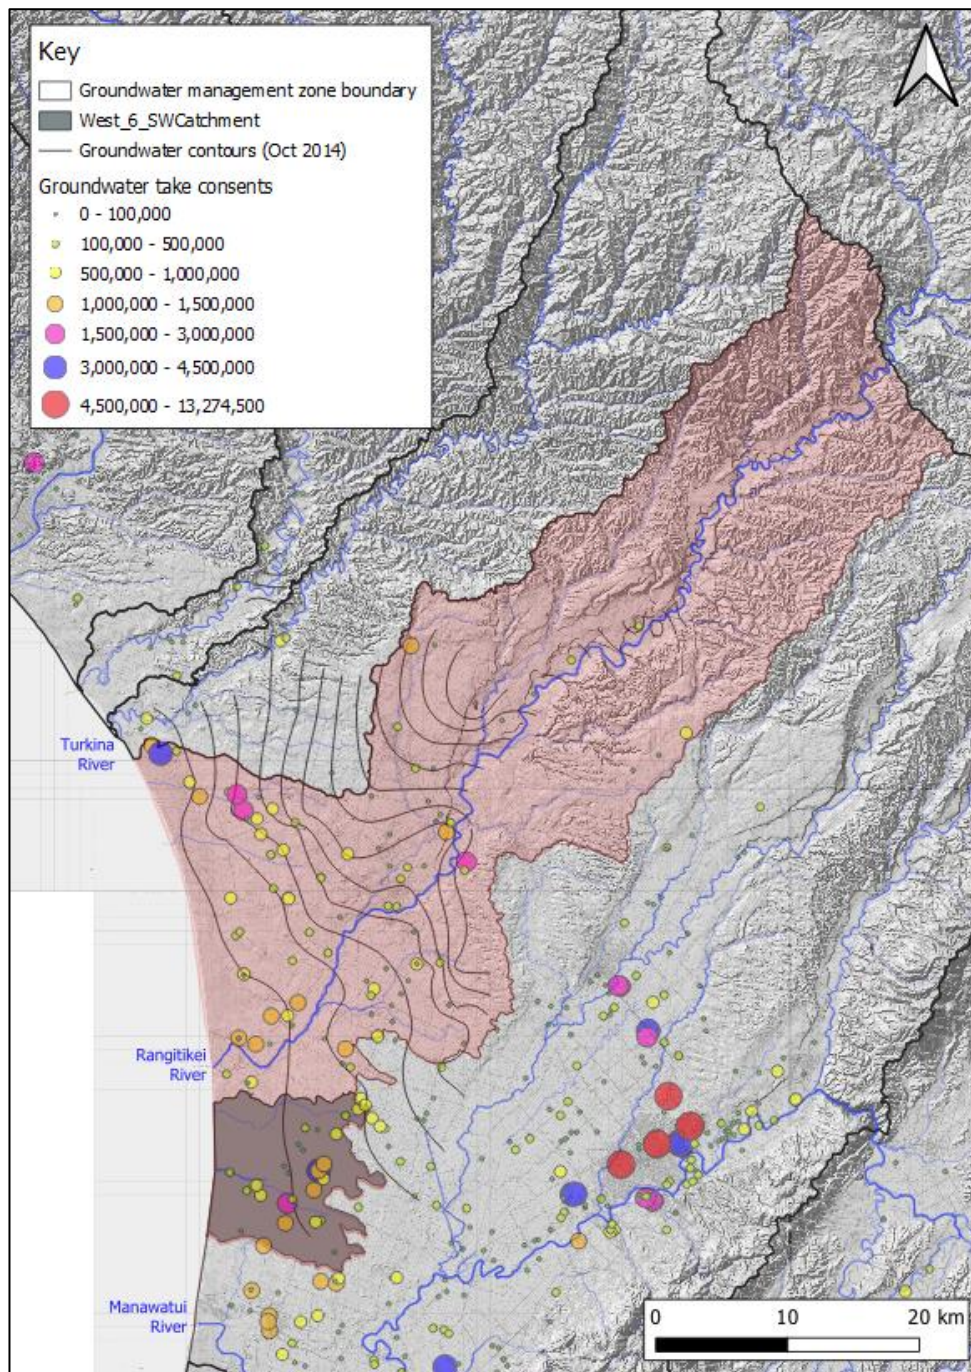 Key
Groundwater management zone boundary
West_6_SWCatchment
Groundwater contours (Oct 2014)
Groundwater take consents
0 - 100,000
100,000 - 500,000
500,000 - 1,000,000
1,000,000 - 1,500,000
1,500,000 - 3,000,000
3,000,000 - 4,500,000
4,500,000 - 13,274,500
Turkina
River
Rangitikei
River
Manawatui
River
0 10 20 km